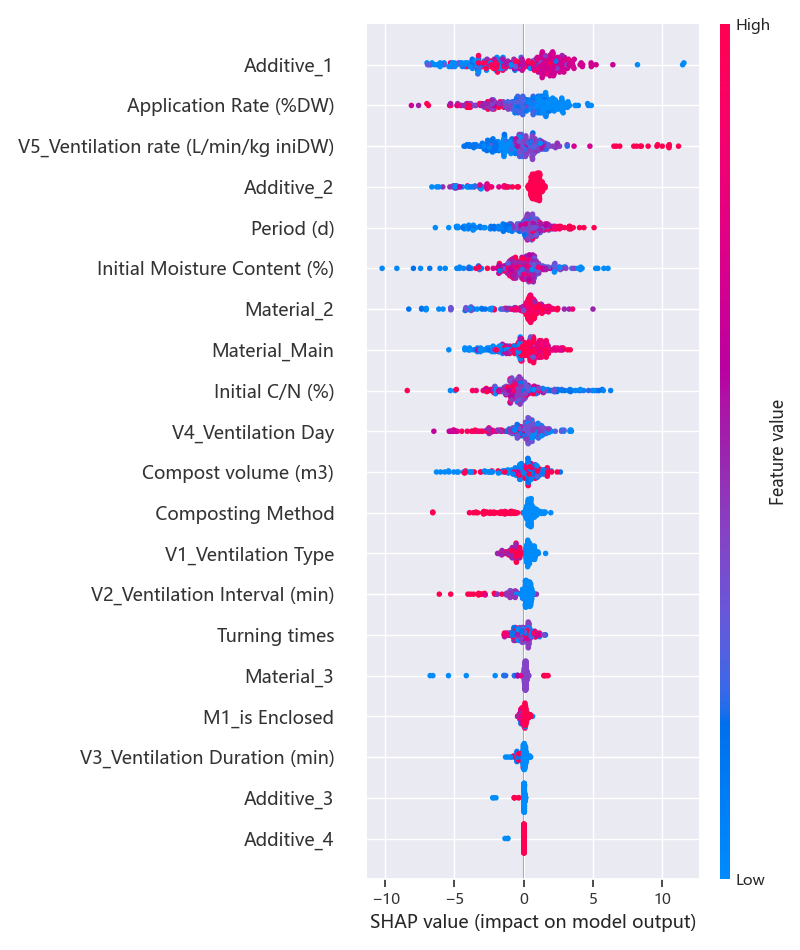 High
Additive_1
Application Rate (%DW)
V5_Ventilation rate (L/min/kg iniDW)
Additive_2
Period (d)
Initial Moisture Content (%)
Material_2
Material_Main
Initial C/N (%)
V4_Ventilation Day
Compost volume (m3)
Composting Method
V1_Ventilation Type
V2_Ventilation Interval (min)
Turning times
Material_3
M1_is Enclosed
V3_Ventilation Duration (min)
Additive_3
Additive_4
Feature value
Low
−10 −5 0 5 10
SHAP value (impact on model output)